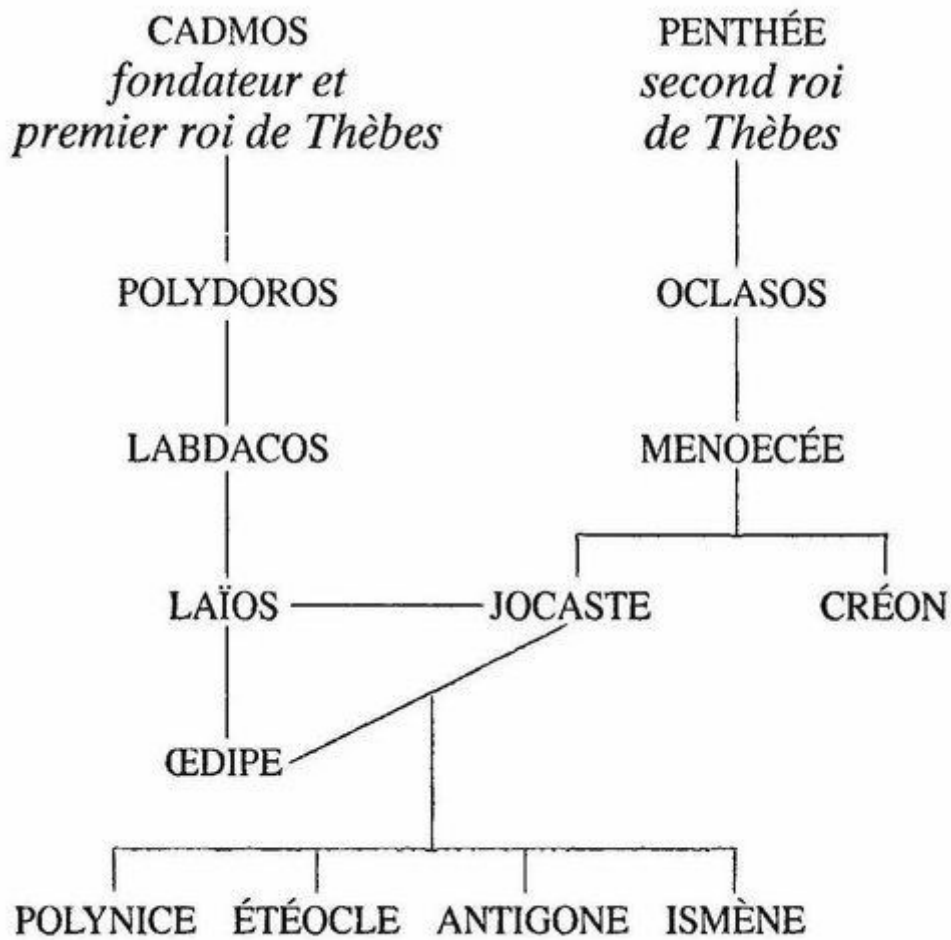 CADMOS
fondateur et
premier roi de Thèbes
PENTHÉE
second roi
de Thèbes
POLYDOROS
OCLASOS
LABDACOS
MENOECÉE
LAÏOS
JOCASTE
CRÉON
ŒDIPE
POLYNICE
ÉTÉOCLE
ANTIGONE
ISMÈNE